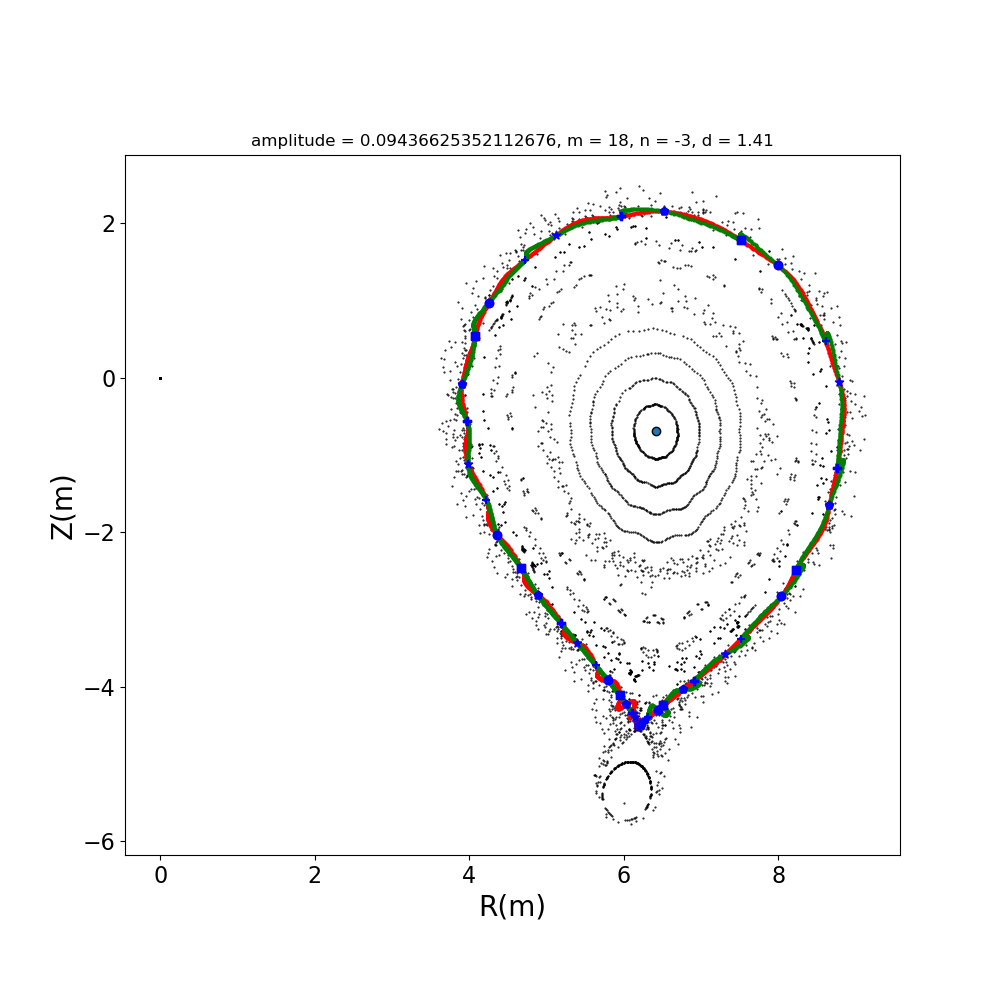 amplitude = 0.09436625352112676, m = 18, n = -3, d = 1.41
2
0
−2
−4
−6
Z(m)
0 2 4 6 8
R(m)